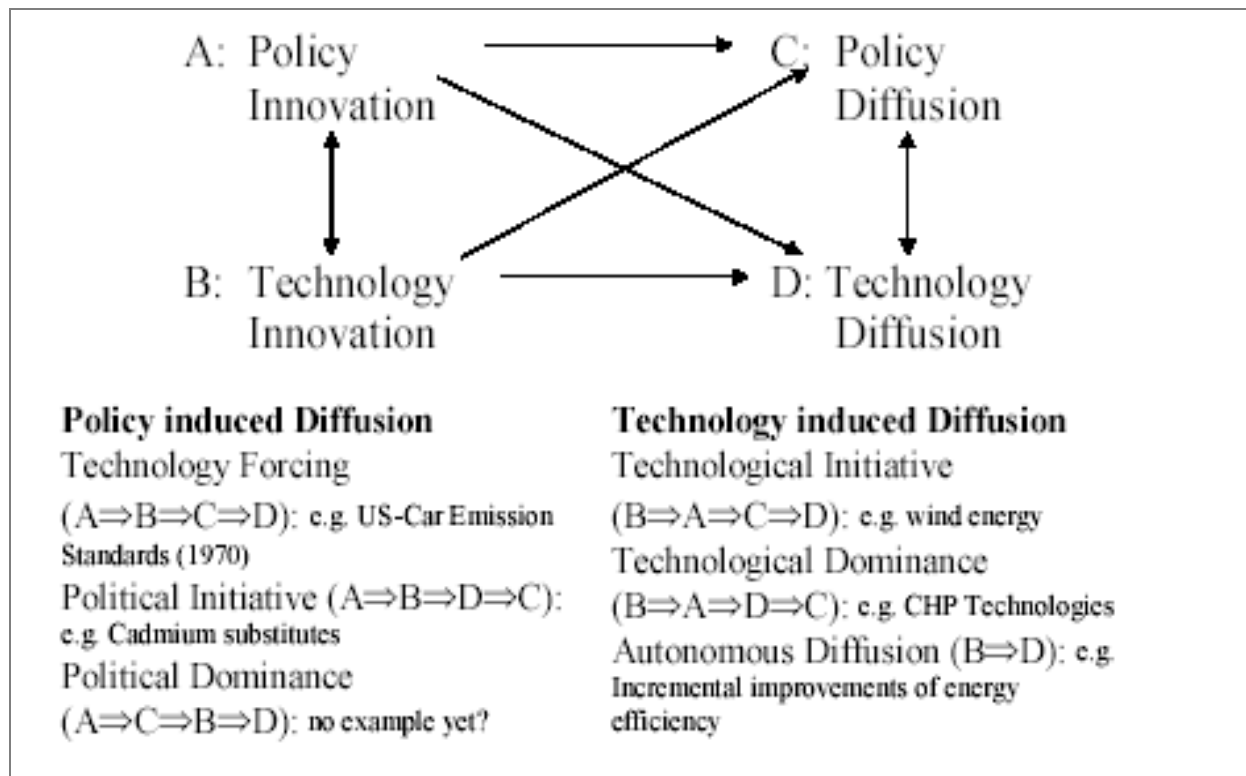 A: Policy
Innovation
C: Policy
Diffusion
B: Technology
Innovation
D: Technology
Diffusion
Policy induced Diffusion
Technology Forcing
(A⇒B⇒C⇒D): e.g. US-Car Emission
Standards (1970)
Political Initiative (A⇒B⇒D⇒C):
e.g. Cadmium substitutes
Political Dominance
(A⇒C⇒B⇒D): no example yet?
Technology induced Diffusion
Technological Initiative
(B⇒A⇒C⇒D): e.g. wind energy
Technological Dominance
(B⇒A⇒D⇒C): e.g. CHP Technologies
Autonomous Diffusion (B⇒D): e.g.
Incremental improvements of energy
efficiency